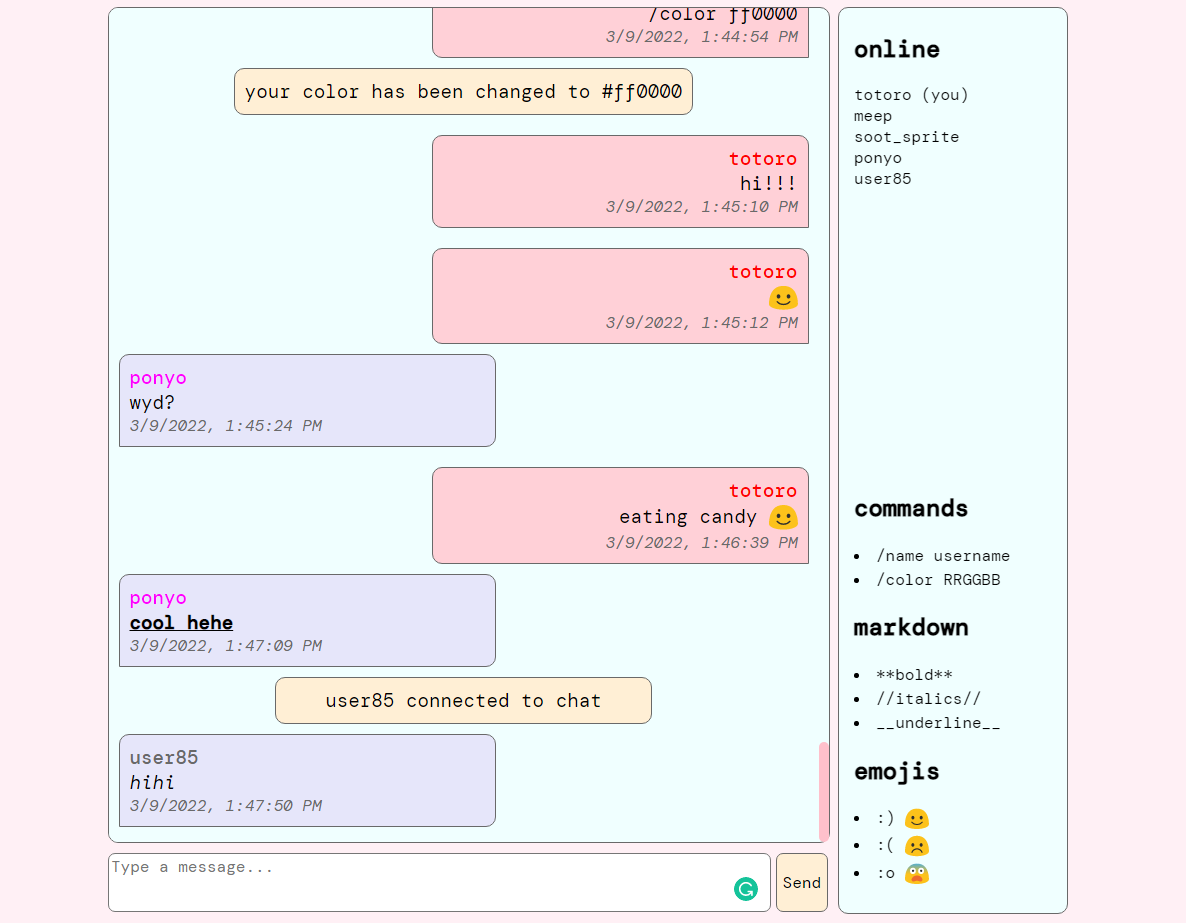 /color ff0000
3/9/2022, 1:44:54 PM
your color has been changed to #ff0000
totoro
hi!!!
3/9/2022, 1:45:10 PM
totoro
3/9/2022, 1:45:12 PM
ponyo
wyd?
3/9/2022, 1:45:24 PM
totoro
eating candy
3/9/2022, 1:46:39 PM
ponyo
cool hehe
3/9/2022, 1:47:09 PM
user85 connected to chat
user85
hihi
3/9/2022, 1:47:50 PM
Type a message...
Send
online
totoro (you)
meep
soot_sprite
ponyo
user85
commands
/name username
/color RRGGBB
markdown
**bold**
//italics//
__underline__
emojis
:)
:(
:o